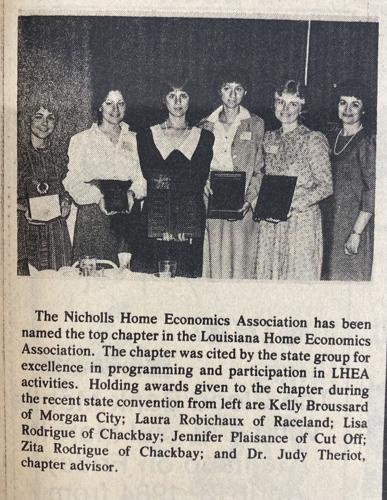 The Nicholls Home Economics Association has been
named the top chapter in the Louisiana Home Economics
Association. The chapter was cited by the state group for
excellence in programming and participation in LHEA
activities. Holding awards given to the chapter during
the recent state convention from left are Kelly Broussard
of Morgan City; Laura Robichaux of Raceland; Lisa
Rodrigue of Chackbay; Jennifer Plaisance of Cut Off;
Zita Rodrigue of Chackbay; and Dr. Judy Theriot,
chapter advisor.